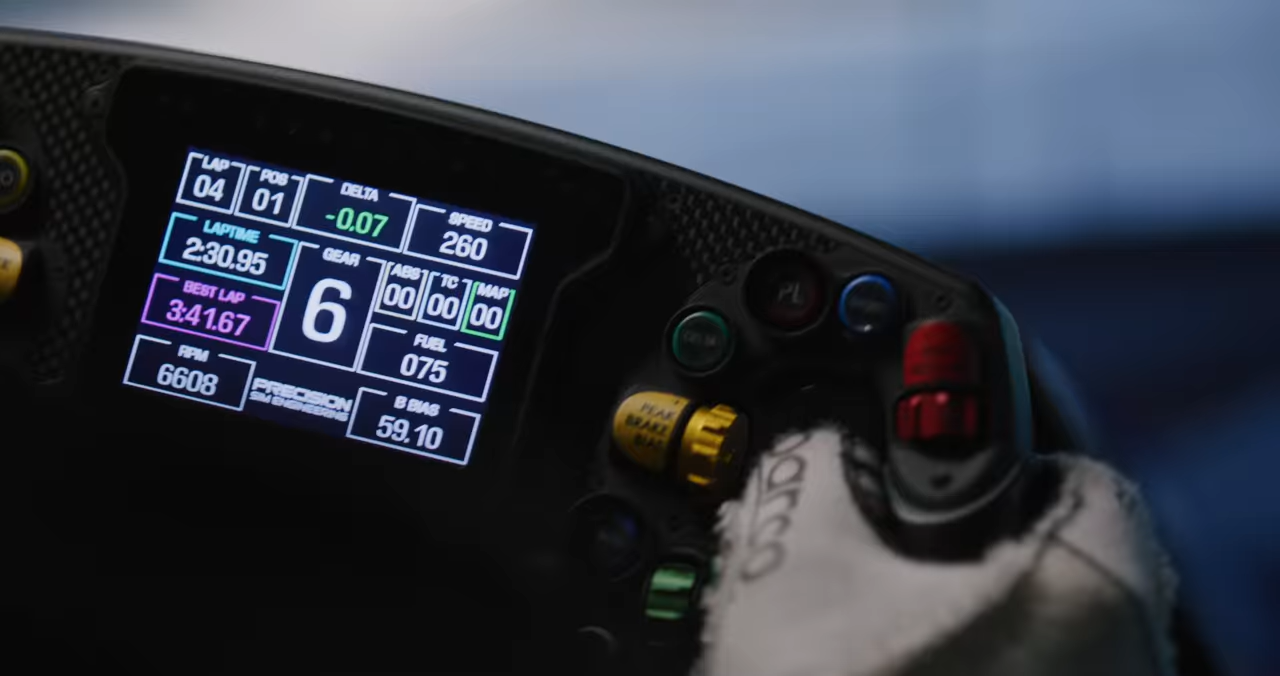 LAP
04
POS
01
DELTA
-0.07
SPEED
260
LAPTIME
2:30.95
GEAR
6
ABS
00
TC
00
MAP
00
BEST LAP
3:41.67
FUEL
075
RPM
6608
PRECISION
SIM ENGINEERING
B BIAS
59.10
PL
PEAK
BRAKE
BIAS
parco